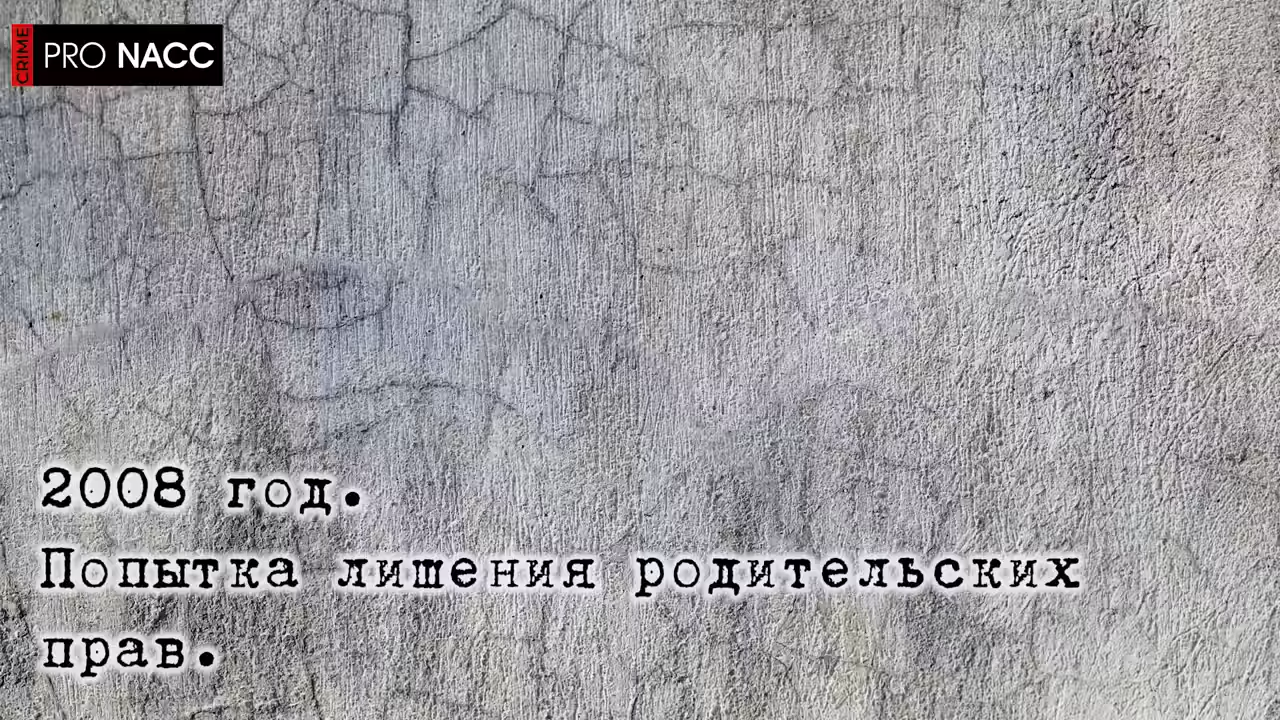 CRIME PRO NACC
2008 год.
Попытка лишения родительских
прав.